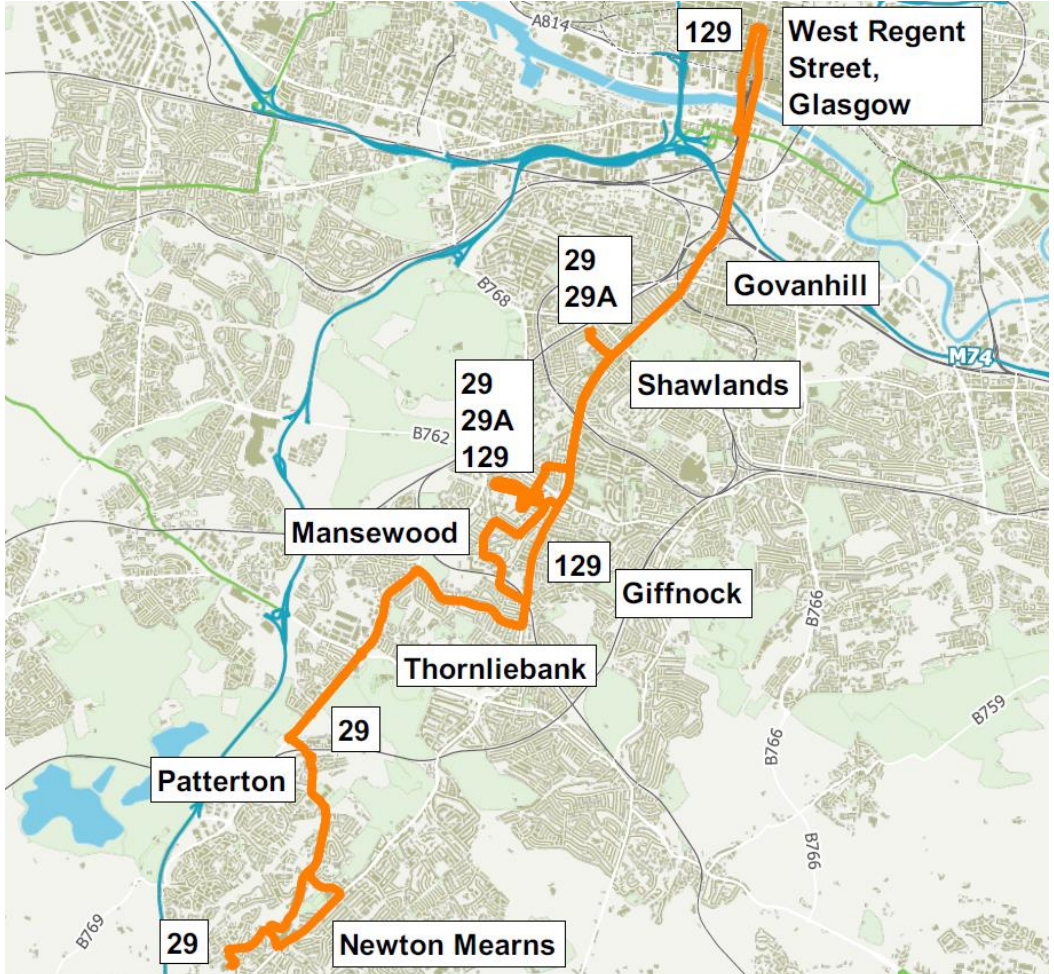 A814
129
West Regent
Street,
Glasgow
B768
29
29A
Govanhill
M74
Shawlands
29
29A
129
B762
Mansewood
129
Giffnock
B766
Thornliebank
29
B759
B766
Patterton
B766
B769
29
Newton Mearns